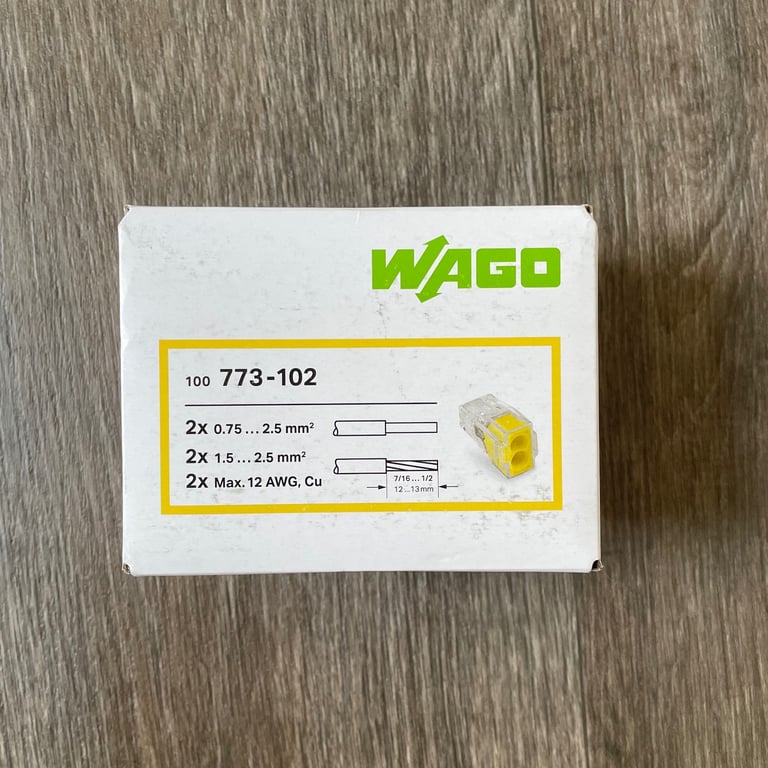 WAGO
100 773-102
2x 0.75 ... 2.5 mm²
2x 1.5 ... 2.5 mm²
2x Max. 12 AWG, Cu
7/16 ... 1/2
12 ... 13 mm